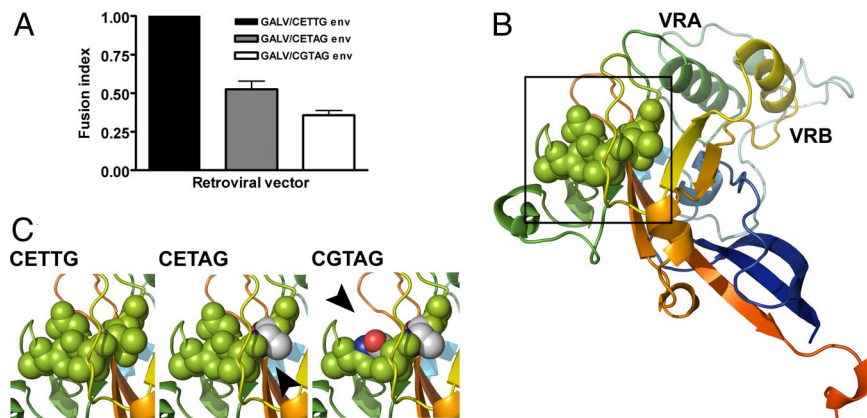 A
GALV/CETTG env
GALV/CETAG env
GALV/CGTAG env
1.00
0.75
0.50
0.25
0.00
Fusion index
Retroviral vector
B
VRA
VRB
C
CETTG
CETAG
CGTAG